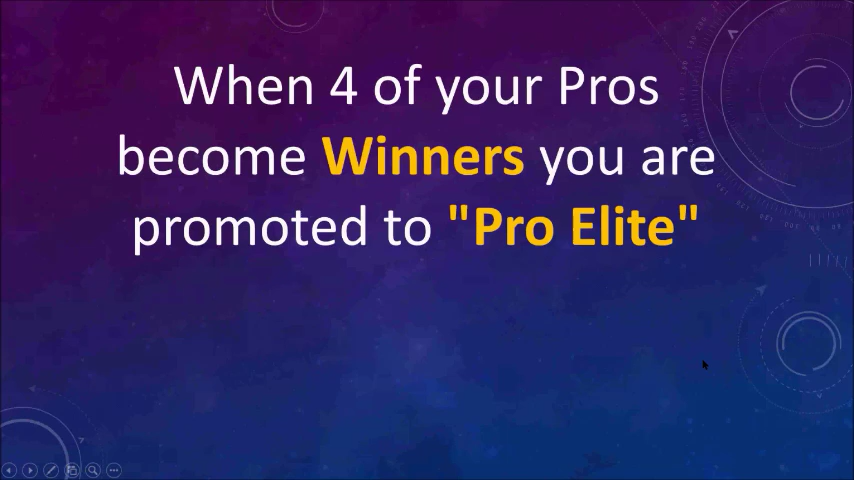 When 4 of your Pros
become Winners you are
promoted to "Pro Elite"